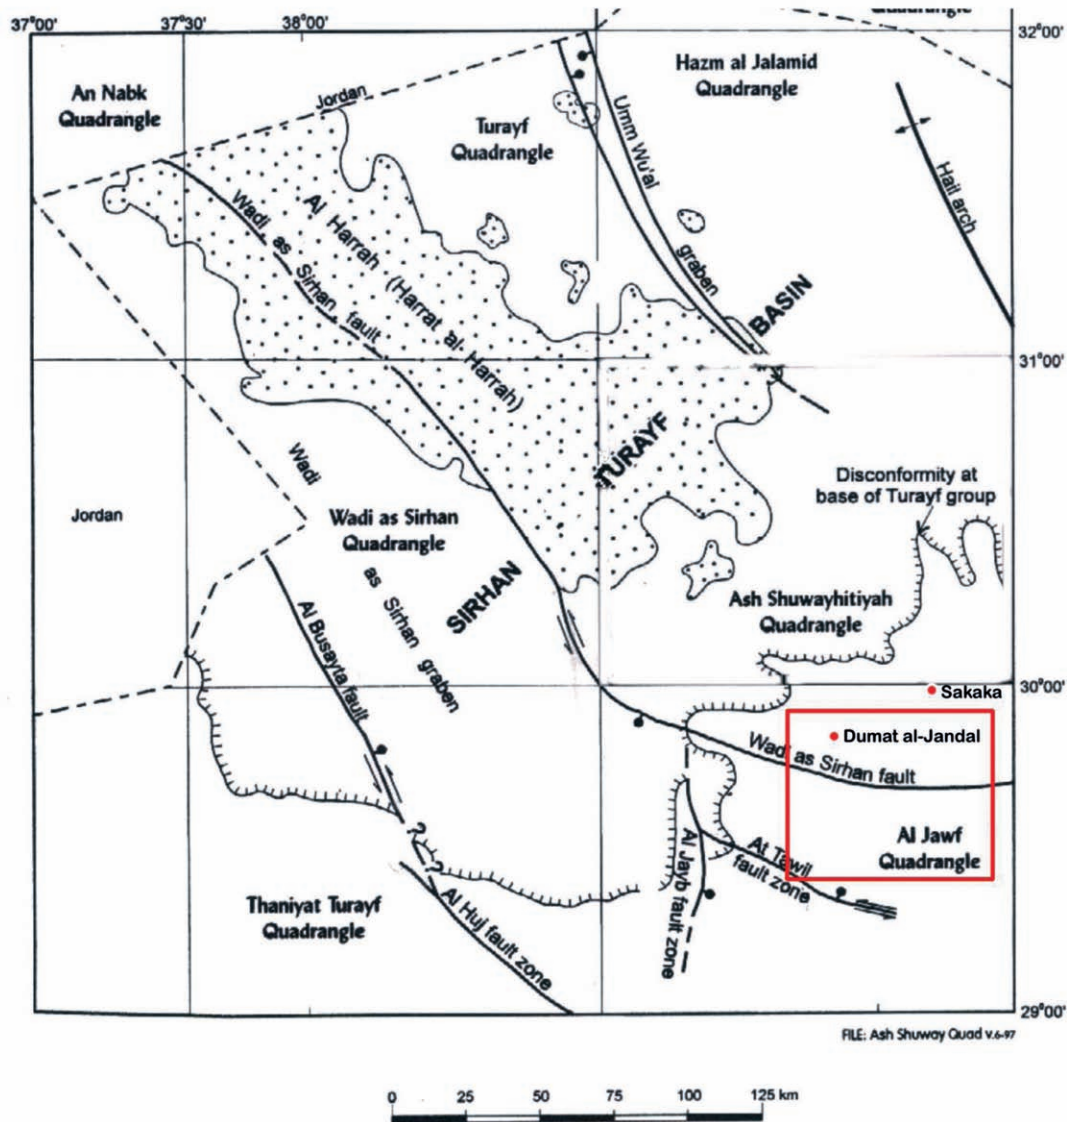 37°00'
37°30'
38°00'
Quadrangle
32°00'
An Nabk
Quadrangle
Jordan
Turayf
Quadrangle
Hazm al Jalamid
Quadrangle
Umm Wu'al
graben
Hail arch
Wadi as Sirhan fault
Al Harrah (Harrat al Harrah)
BASIN
31°00'
TURAYF
Disconformity at
base of Turayf group
Jordan
Wadi
as Sirhan graben
Wadi as Sirhan
Quadrangle
SIRHAN
Ash Shuwayhitiyah
Quadrangle
Al Busayta fault
30°00'
Sakaka
Dumat al-Jandal
Wadi as Sirhan fault
Al Jawf
Quadrangle
?
?
Al Jayb fault zone
At Tawil
fault zone
Thaniyat Turayf
Quadrangle
Al Huj fault zone
29°00'
FILE: Ash Shuway Quad v.6-97
0 25 50 75 100 125 km